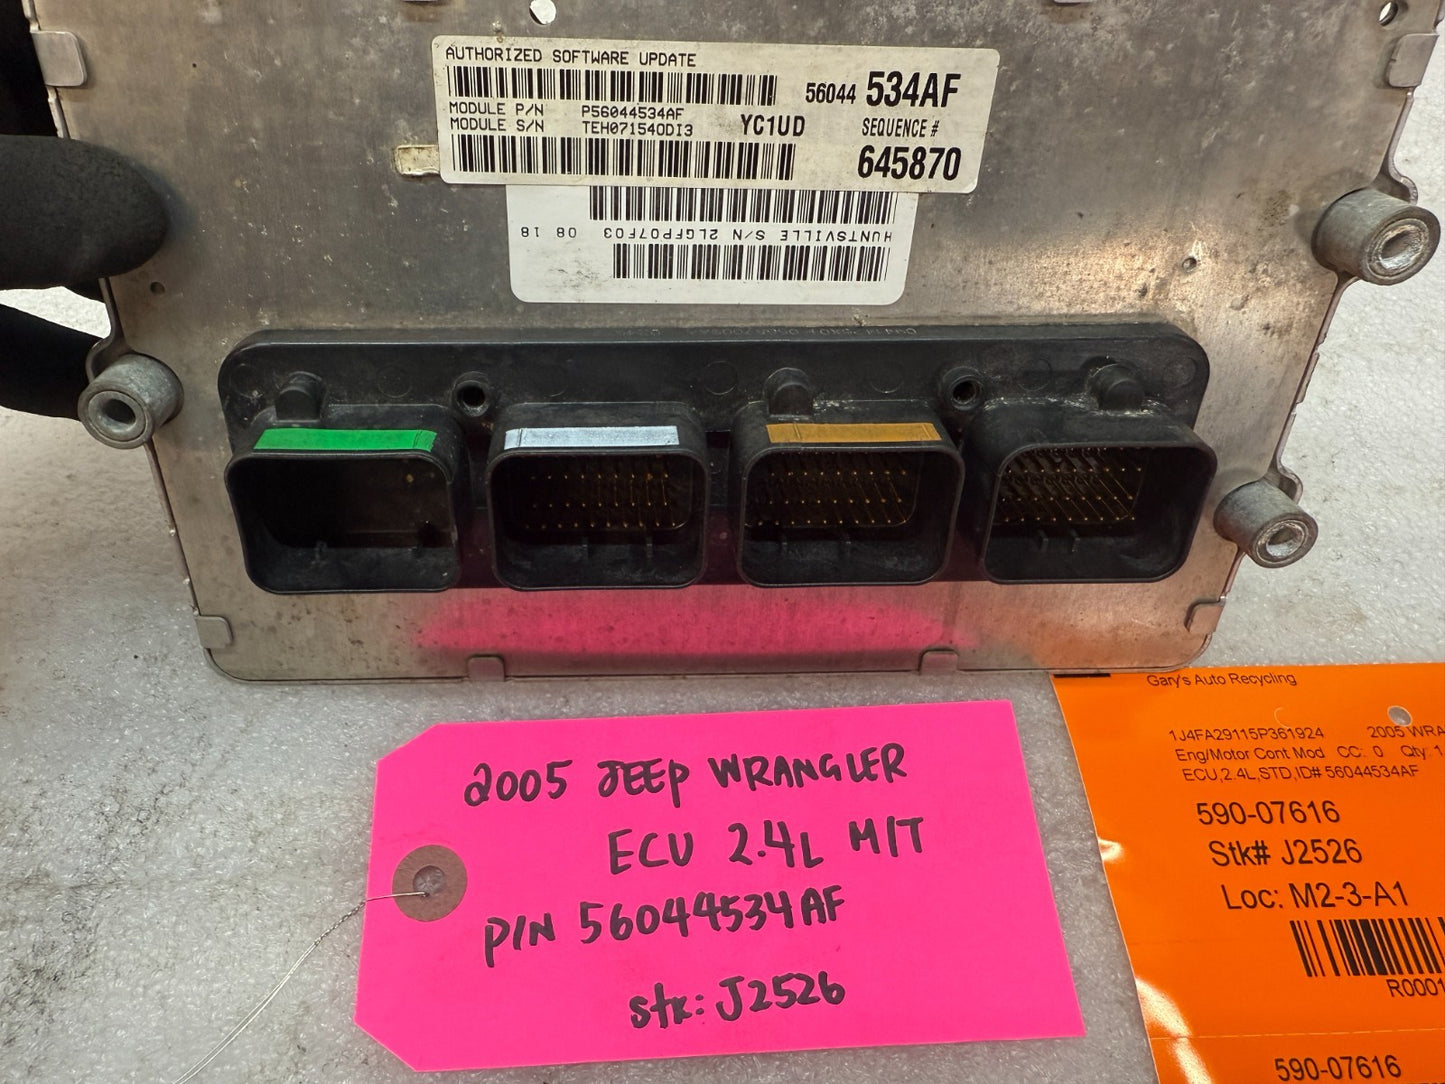 AUTHORIZED SOFTWARE UPDATE
56044 534AF
MODULE P/N P56044534AF
MODULE S/N TEH07154ODI3 YC1UD SEQUENCE #
645870
HUNTSVILLE S/N 2LGFP07F03 08 18
2005 JEEP WRANGLER
ECU 2.4L M/T
P/N 56044534AF
stk: J2526
Gary's Auto Recycling
1J4FA29115P361924 2005 WRA
Eng/Motor Cont Mod CC: 0 Qty: 1
ECU,2.4L,STD,ID# 56044534AF
590-07616
Stk# J2526
Loc: M2-3-A1
R0001
590-07616